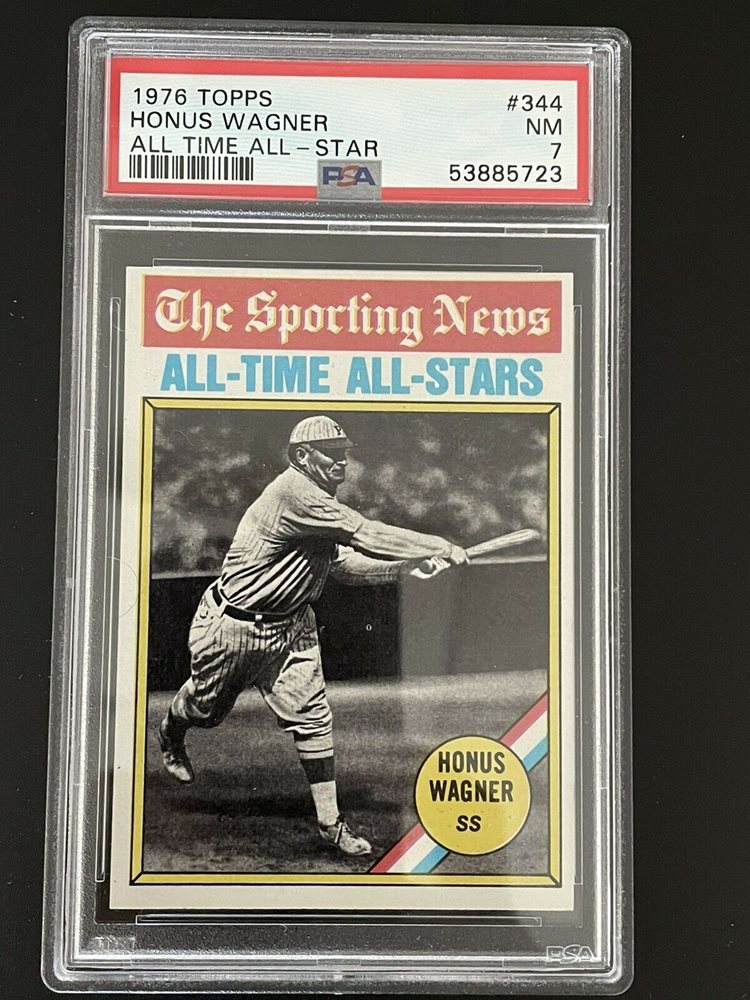 1976 TOPPS #344
HONUS WAGNER NM
ALL TIME ALL-STAR 7
PSA 53885723
The Sporting News
ALL-TIME ALL-STARS
P
HONUS
WAGNER
SS
PSA